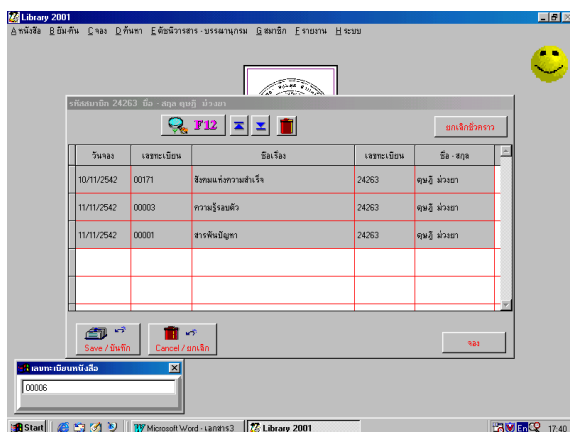 Library 2001
A หนังสือ B ยืม-คืน C จอง D ค้นหา E ดัชนีวารสาร - บรรณานุกรม G สมาชิก F รายงาน H ระบบ
รหัสสมาชิก 24263 ชื่อ - สกุล ดุษฎี ม่วงยา
F12 ยกเลิกชั่วคราว
วันจอง เลขทะเบียน ชื่อเรื่อง เลขทะเบียน ชื่อ - สกุล
10/11/2542 00171 สังคมแห่งความสำเร็จ 24263 ดุษฎี ม่วงยา
11/11/2542 00003 ความรู้รอบตัว 24263 ดุษฎี ม่วงยา
11/11/2542 00001 สารพันปัญหา 24263 ดุษฎี ม่วงยา
Save / บันทึก Cancel / ยกเลิก จอง
เลขทะเบียนหนังสือ
00006
Start Microsoft Word - เอกสาร3 Library 2001 En 17:40